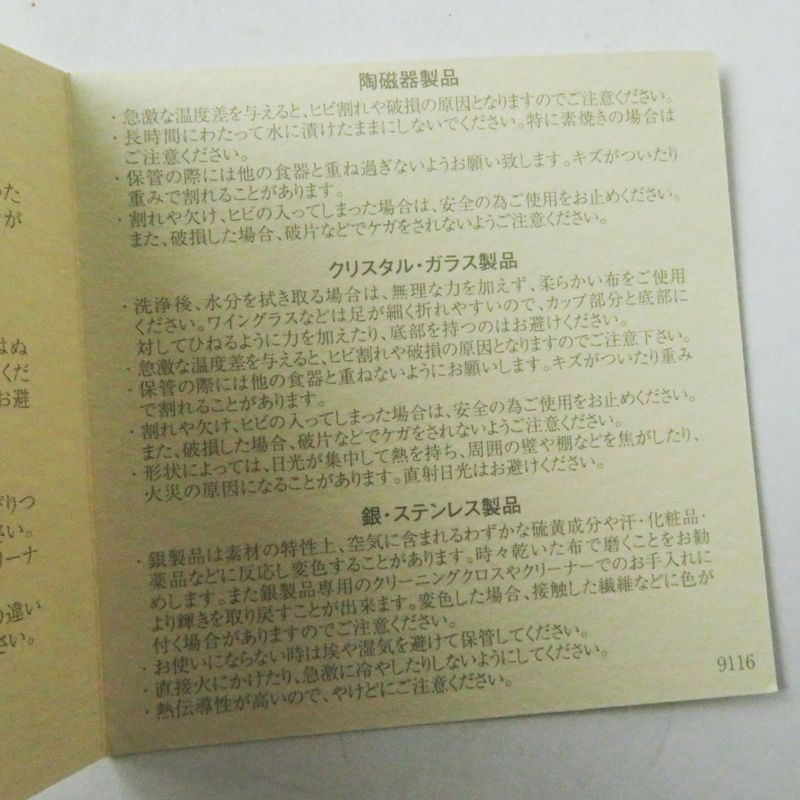 った
が
はぬ
くだ
お避
がりつ
さい。
リーナ
の違い
さい。
陶磁器製品
・急激な温度差を与えると、ヒビ割れや破損の原因となりますのでご注意ください。
・長時間にわたって水に漬けたままにしないでください。特に素焼きの場合は
ご注意ください。
・保管の際には他の食器と重ね過ぎないようお願い致します。キズがついたり
重みで割れることがあります。
・割れや欠け、ヒビの入ってしまった場合は、安全の為ご使用をお止めください。
また、破損した場合、破片などでケガをされないようご注意ください。
クリスタル・ガラス製品
・洗浄後、水分を拭き取る場合は、無理な力を加えず、柔らかい布をご使用
ください。ワイングラスなどは足が細く折れやすいので、カップ部分と底部に
対してひねるように力を加えたり、底部を持つのはお避けください。
・急激な温度差を与えると、ヒビ割れや破損の原因となりますのでご注意下さい。
・保管の際には他の食器と重ねないようにお願いします。キズがついたり重み
で割れることがあります。
・割れや欠け、ヒビの入ってしまった場合は、安全の為ご使用をお止めください。
また、破損した場合、破片などでケガをされないようご注意ください。
・形状によっては、日光が集中して熱を持ち、周囲の壁や棚などを焦がしたり、
火災の原因になることがあります。直射日光はお避けください。
銀・ステンレス製品
・銀製品は素材の特性上、空気に含まれるわずかな硫黄成分や汗・化粧品・
薬品などに反応し変色することがあります。時々乾いた布で磨くことをお勧
めします。また銀製品専用のクリーニングクロスやクリーナーでのお手入れに
より輝きを取り戻すことが出来ます。変色した場合、接触した繊維などに色が
付く場合がありますのでご注意ください。
・お使いにならない時は埃や湿気を避けて保管してください。
・直接火にかけたり、急激に冷やしたりしないようにしてください。
・熱伝導性が高いので、やけどにご注意ください。
9116